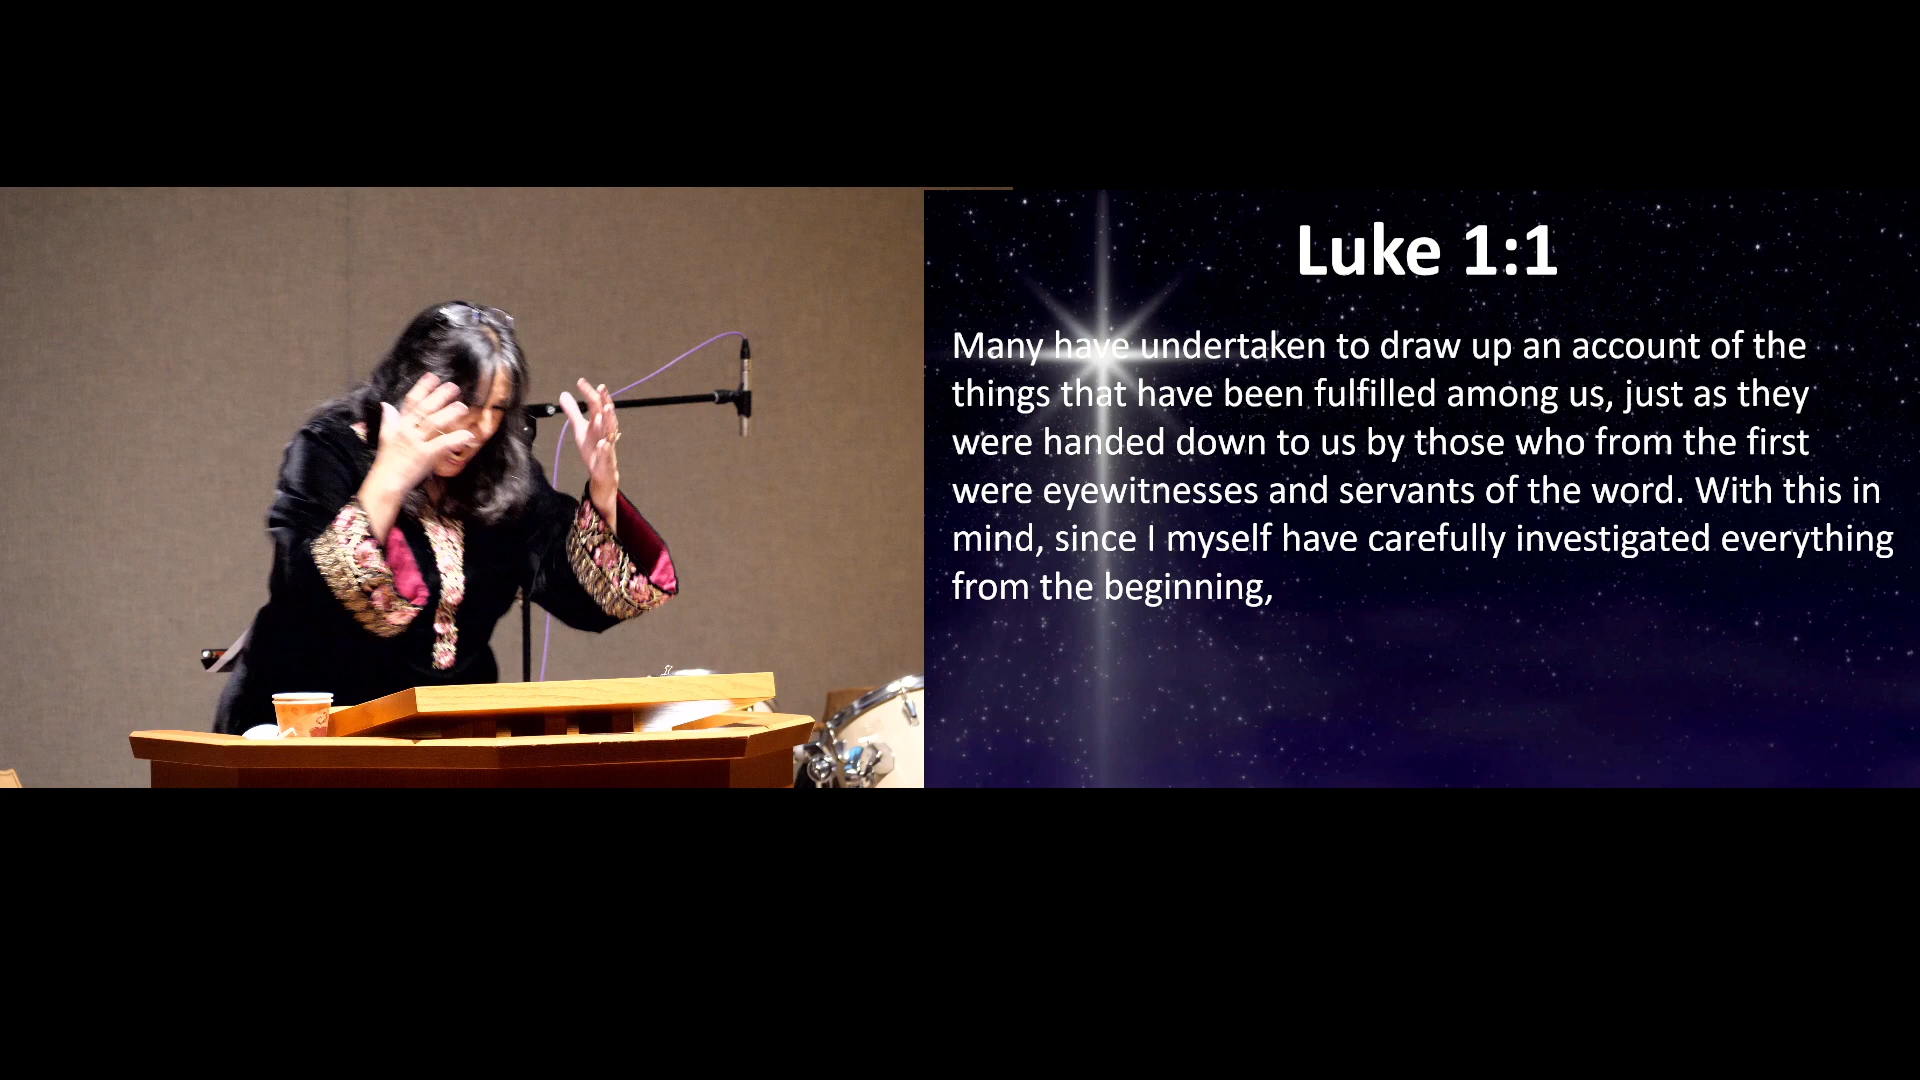 Luke 1:1
Many have undertaken to draw up an account of the
things that have been fulfilled among us, just as they
were handed down to us by those who from the first
were eyewitnesses and servants of the word. With this in
mind, since I myself have carefully investigated everything
from the beginning,